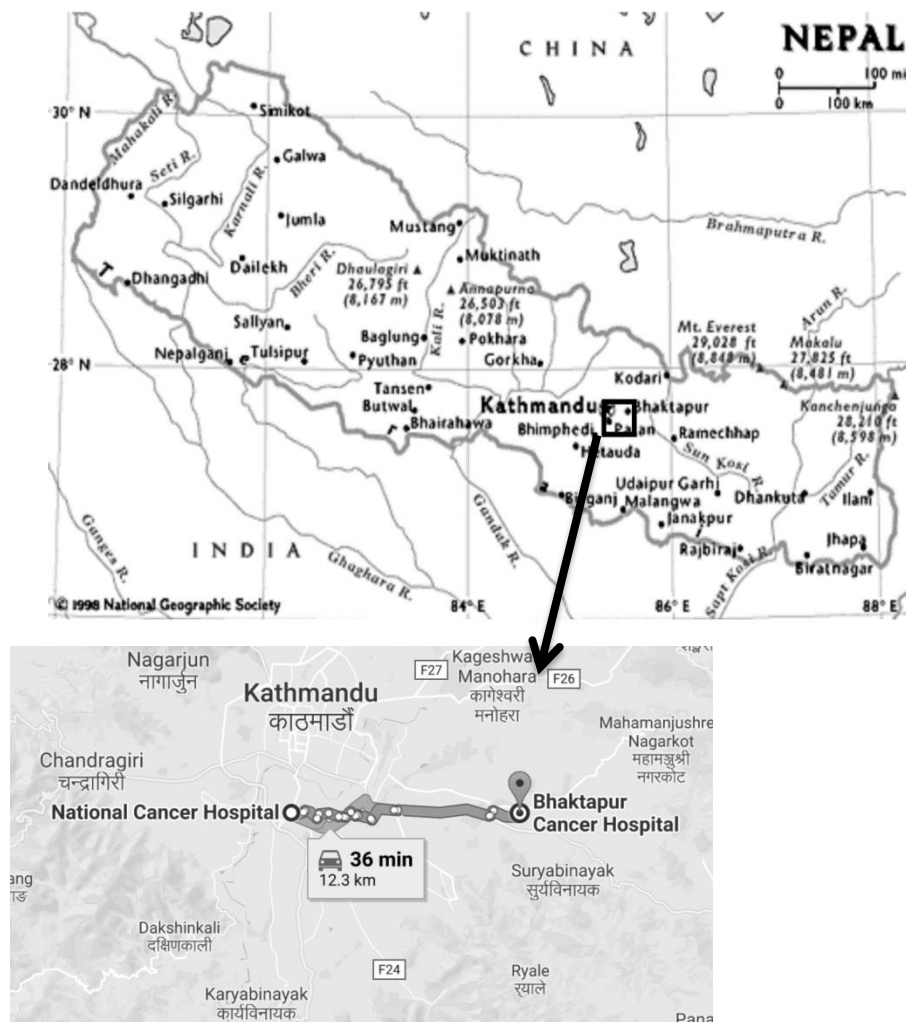 CHINA
NEPAL
0 100 mi
0 100 km
30° N
Simikot
Mahakali R.
Seti R.
Galwa
Dandeldhura
Silgarhi
Karnali R.
Jumla
Mustang
Brahmaputra R.
Muktinath
Dailekh
Bheri R.
Dhangadhi
Dhaulagiri
26,795 ft
(8,167 m)
Annapurna
26,503 ft
(8,078 m)
Arun R.
Sallyan
Kali R.
Baglung
Pokhara
Mt. Everest
29,028 ft
(8,848 m)
Makalu
27,825 ft
(8,481 m)
Nepalganj
Tulsipur
28° N
Pyuthan
Gorkha
Kodari
Tansen
Kathmandu
Bhaktapur
Kanchenjunga
28,210 ft
(8,598 m)
Butwal
Bhairahawa
Bhimphedi
Patan
Ramechhap
Hetauda
Sun Kosi R.
Tamur R.
Udaipur Garhi
Dhankuta
Ilam
Birganj
Malangwa
Janakpur
Rajbiraj
Jhapa
Biratnagar
T e r a i
INDIA
Ganges R.
Ghaghara R.
Gandak R.
Sapt Kosi R.
© 1998 National Geographic Society
84° E
86° E
88° E
Nagarjun
नागार्जुन
Kathmandu
काठमाडौं
F27
Kageshwa
Manohara
कागेश्वरी
मनोहरा
F26
Mahamanjushre
Nagarkot
महामञ्जुश्री
नगरकोट
Chandragiri
चन्द्रागिरी
National Cancer Hospital
Bhaktapur
Cancer Hospital
36 min
12.3 km
Suryabinayak
सुर्यविनायक
ang
Dakshinkali
दक्षिणकाली
F24
Ryale
र्‍याले
Karyabinayak
कार्यविनायक
Pana